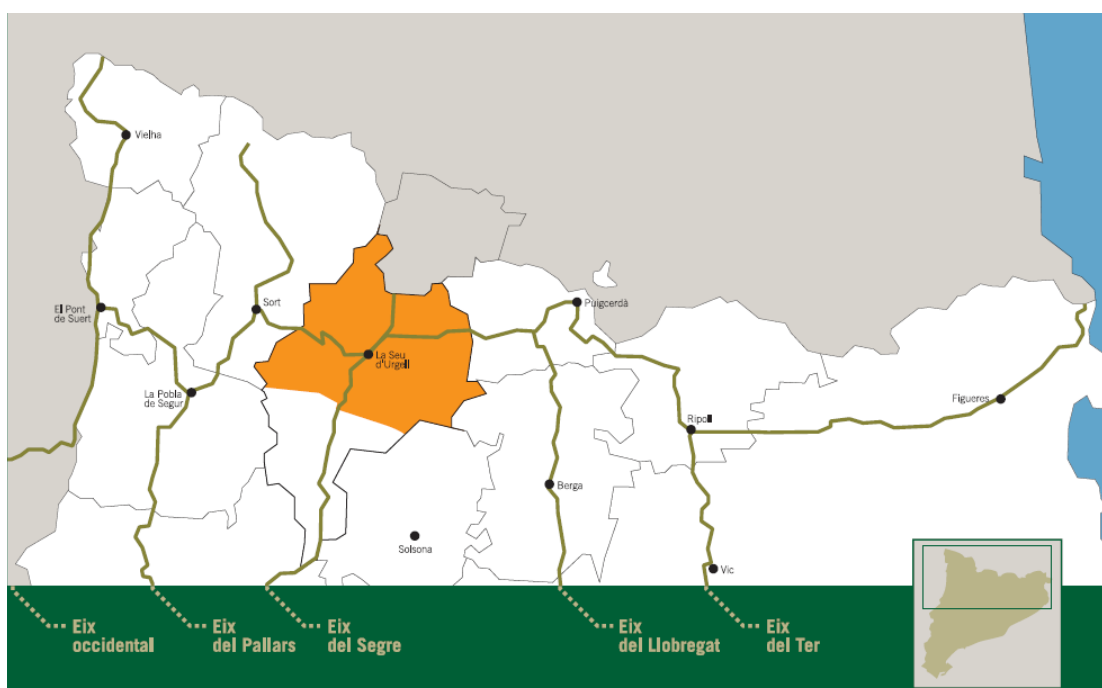 Vielha
El Pont
de Suert
Sort
Puigcerdà
La Seu
d'Urgell
La Pobla
de Segur
Figueres
Ripoll
Berga
Solsona
Vic
Eix
occidental
Eix
del Pallars
Eix
del Segre
Eix
del Llobregat
Eix
del Ter